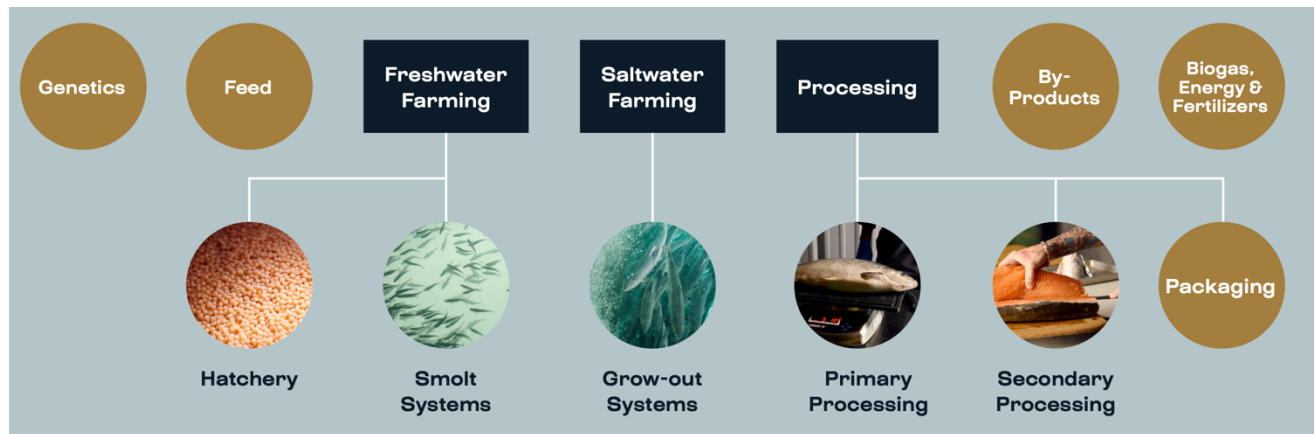 Genetics
Feed
Freshwater
Farming
Saltwater
Farming
Processing
By-
Products
Biogas,
Energy &
Fertilizers
Packaging
Hatchery
Smolt
Systems
Grow-out
Systems
Primary
Processing
Secondary
Processing